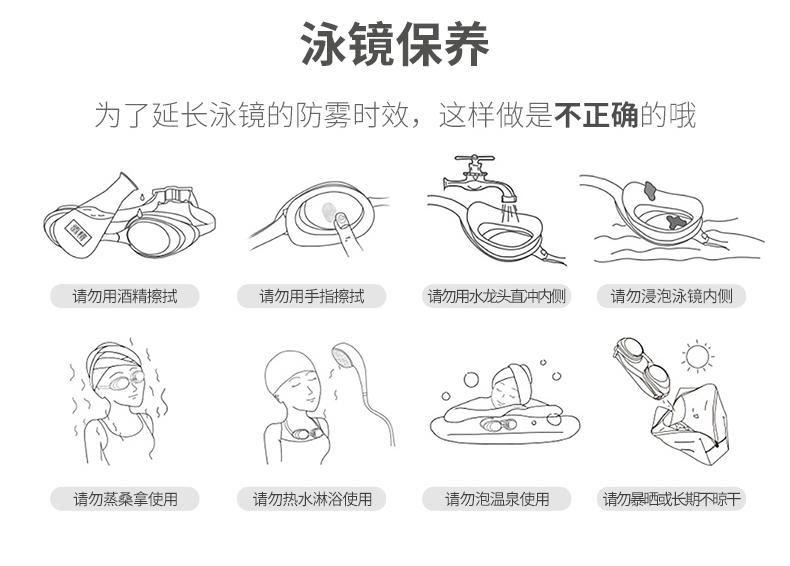 泳镜保养
为了延长泳镜的防雾时效，这样做是不正确的哦
酒精
请勿用酒精擦拭
请勿用手指擦拭
请勿用水龙头直冲内侧
请勿浸泡泳镜内侧
请勿蒸桑拿使用
请勿热水淋浴使用
请勿泡温泉使用
请勿暴晒或长期不晾干